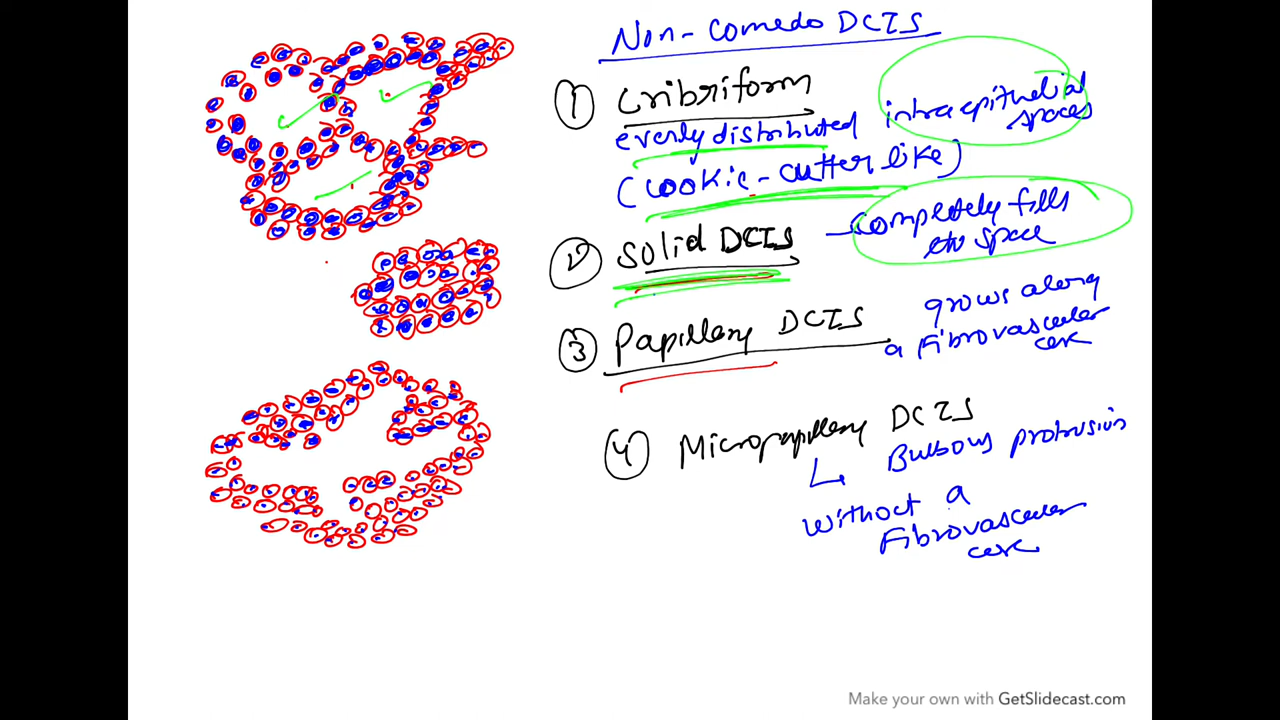 Non-Comedo DCIS
① Cribriform
evenly distributed intraepithelial spaces
(cookie-cutter like)
② Solid DCIS - completely fills the space
③ Papillary DCIS grows along a Fibrovascular core
④ Micropapillary DCIS
↳ Bulbous protrusion
without a
Fibrovascular
core
Make your own with GetSlidecast.com